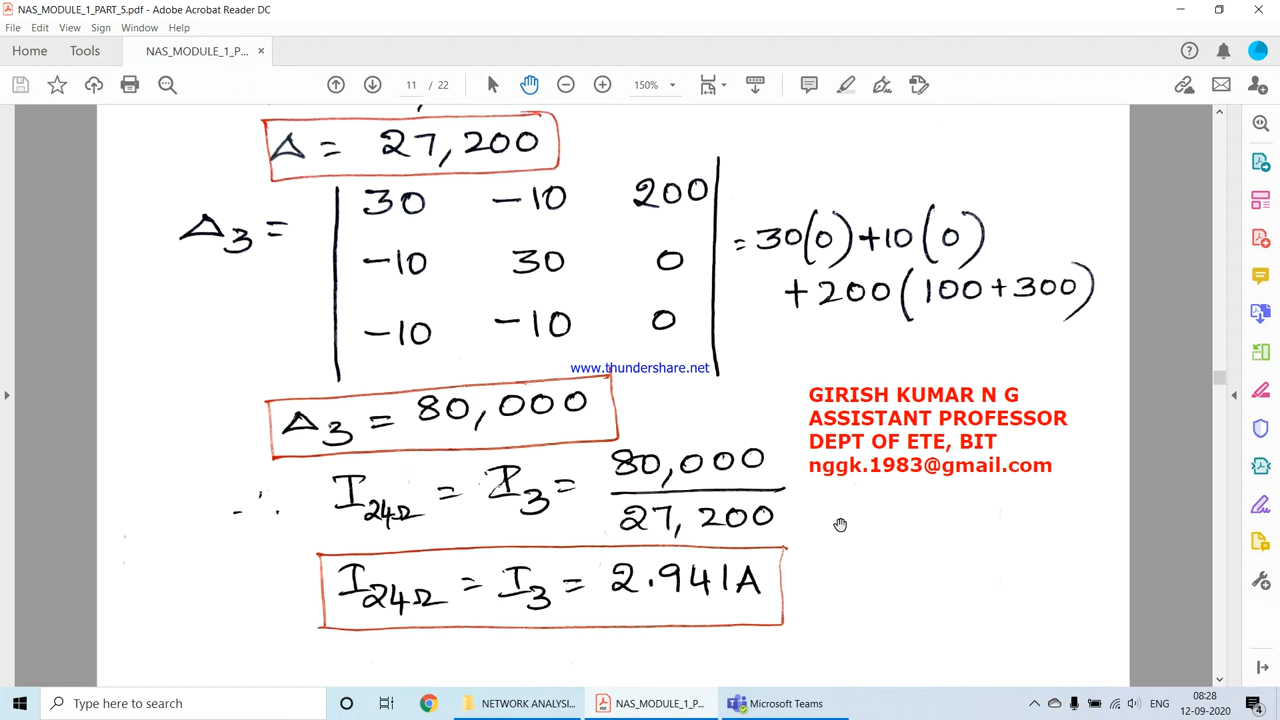 NAS_MODULE_1_PART_5.pdf - Adobe Acrobat Reader DC
File Edit View Sign Window Help
Home Tools NAS_MODULE_1_P... ×
11 / 22 150%
Δ = 27,200
Δ3 = | 30 -10 200 |
| -10 30 0 |
| -10 -10 0 |
= 30(0) +10(0)
+ 200(100+300)
www.thundershare.net
Δ3 = 80,000
GIRISH KUMAR N G
ASSISTANT PROFESSOR
DEPT OF ETE, BIT
nggk.1983@gmail.com
∴ I24Ω = I3 = 80,000
27,200
I24Ω = I3 = 2.941A
Type here to search
NETWORK ANALYSI...
NAS_MODULE_1_P...
Microsoft Teams
08:28
12-09-2020
4